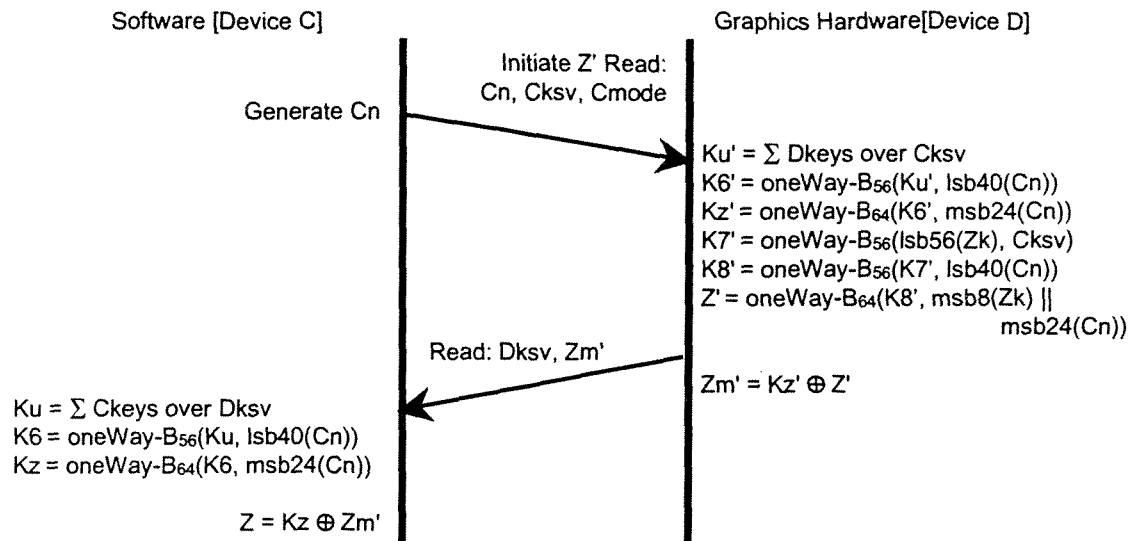 Software [Device C]
Graphics Hardware[Device D]
Initiate Z' Read:
Cn, Cksv, Cmode
Generate Cn
Ku' = ∑ Dkeys over Cksv
K6' = oneWay-B56(Ku', lsb40(Cn))
Kz' = oneWay-B64(K6', msb24(Cn))
K7' = oneWay-B56(lsb56(Zk), Cksv)
K8' = oneWay-B56(K7', lsb40(Cn))
Z' = oneWay-B64(K8', msb8(Zk) ||
msb24(Cn))
Read: Dksv, Zm'
Zm' = Kz' ⊕ Z'
Ku = ∑ Ckeys over Dksv
K6 = oneWay-B56(Ku, lsb40(Cn))
Kz = oneWay-B64(K6, msb24(Cn))
Z = Kz ⊕ Zm'